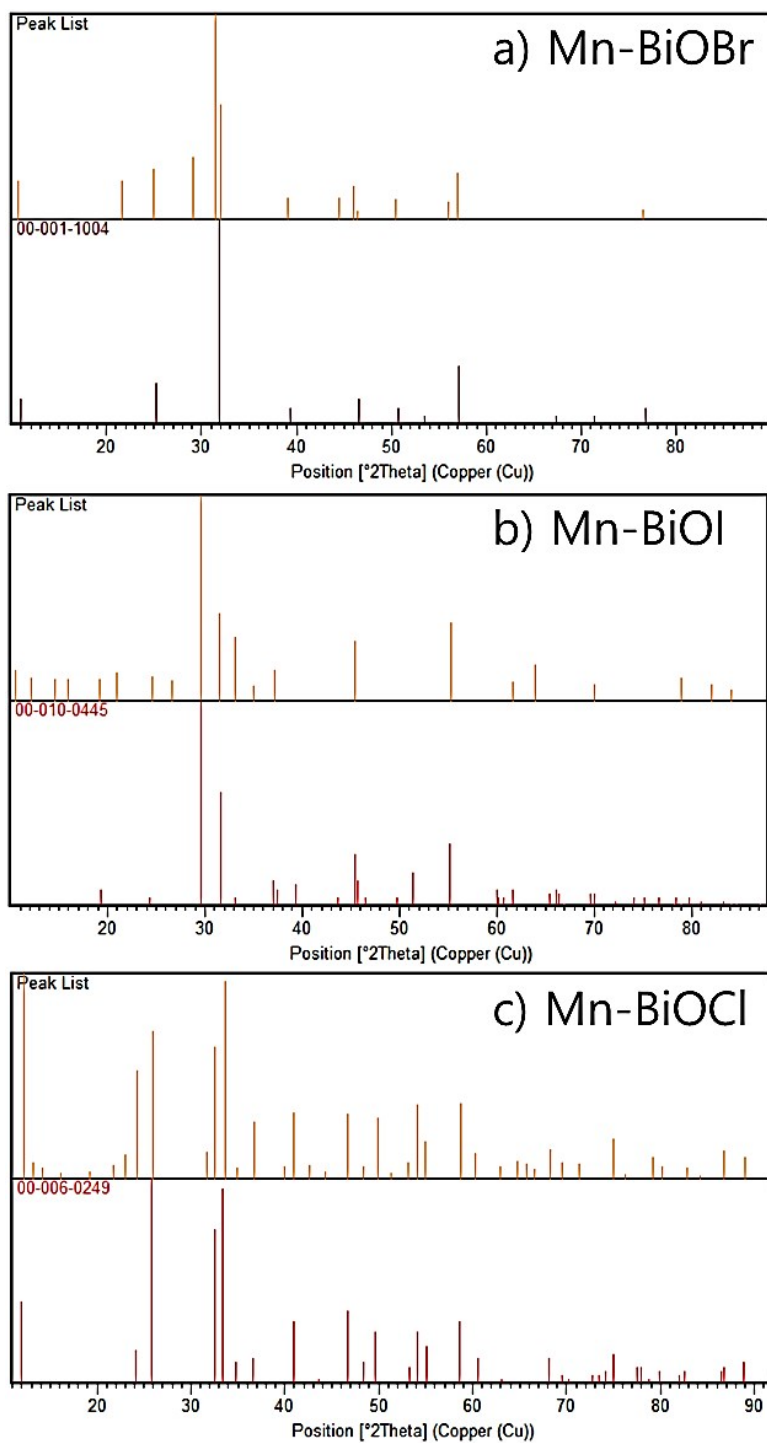 Peak List
a) Mn-BiOBr
00-001-1004
20 30 40 50 60 70 80
Position [°2Theta] (Copper (Cu))
Peak List
b) Mn-BiOI
00-010-0445
10 20 30 40 50 60 70 80
Position [°2Theta] (Copper (Cu))
Peak List
c) Mn-BiOCl
00-006-0249
20 30 40 50 60 70 80 90
Position [°2Theta] (Copper (Cu))